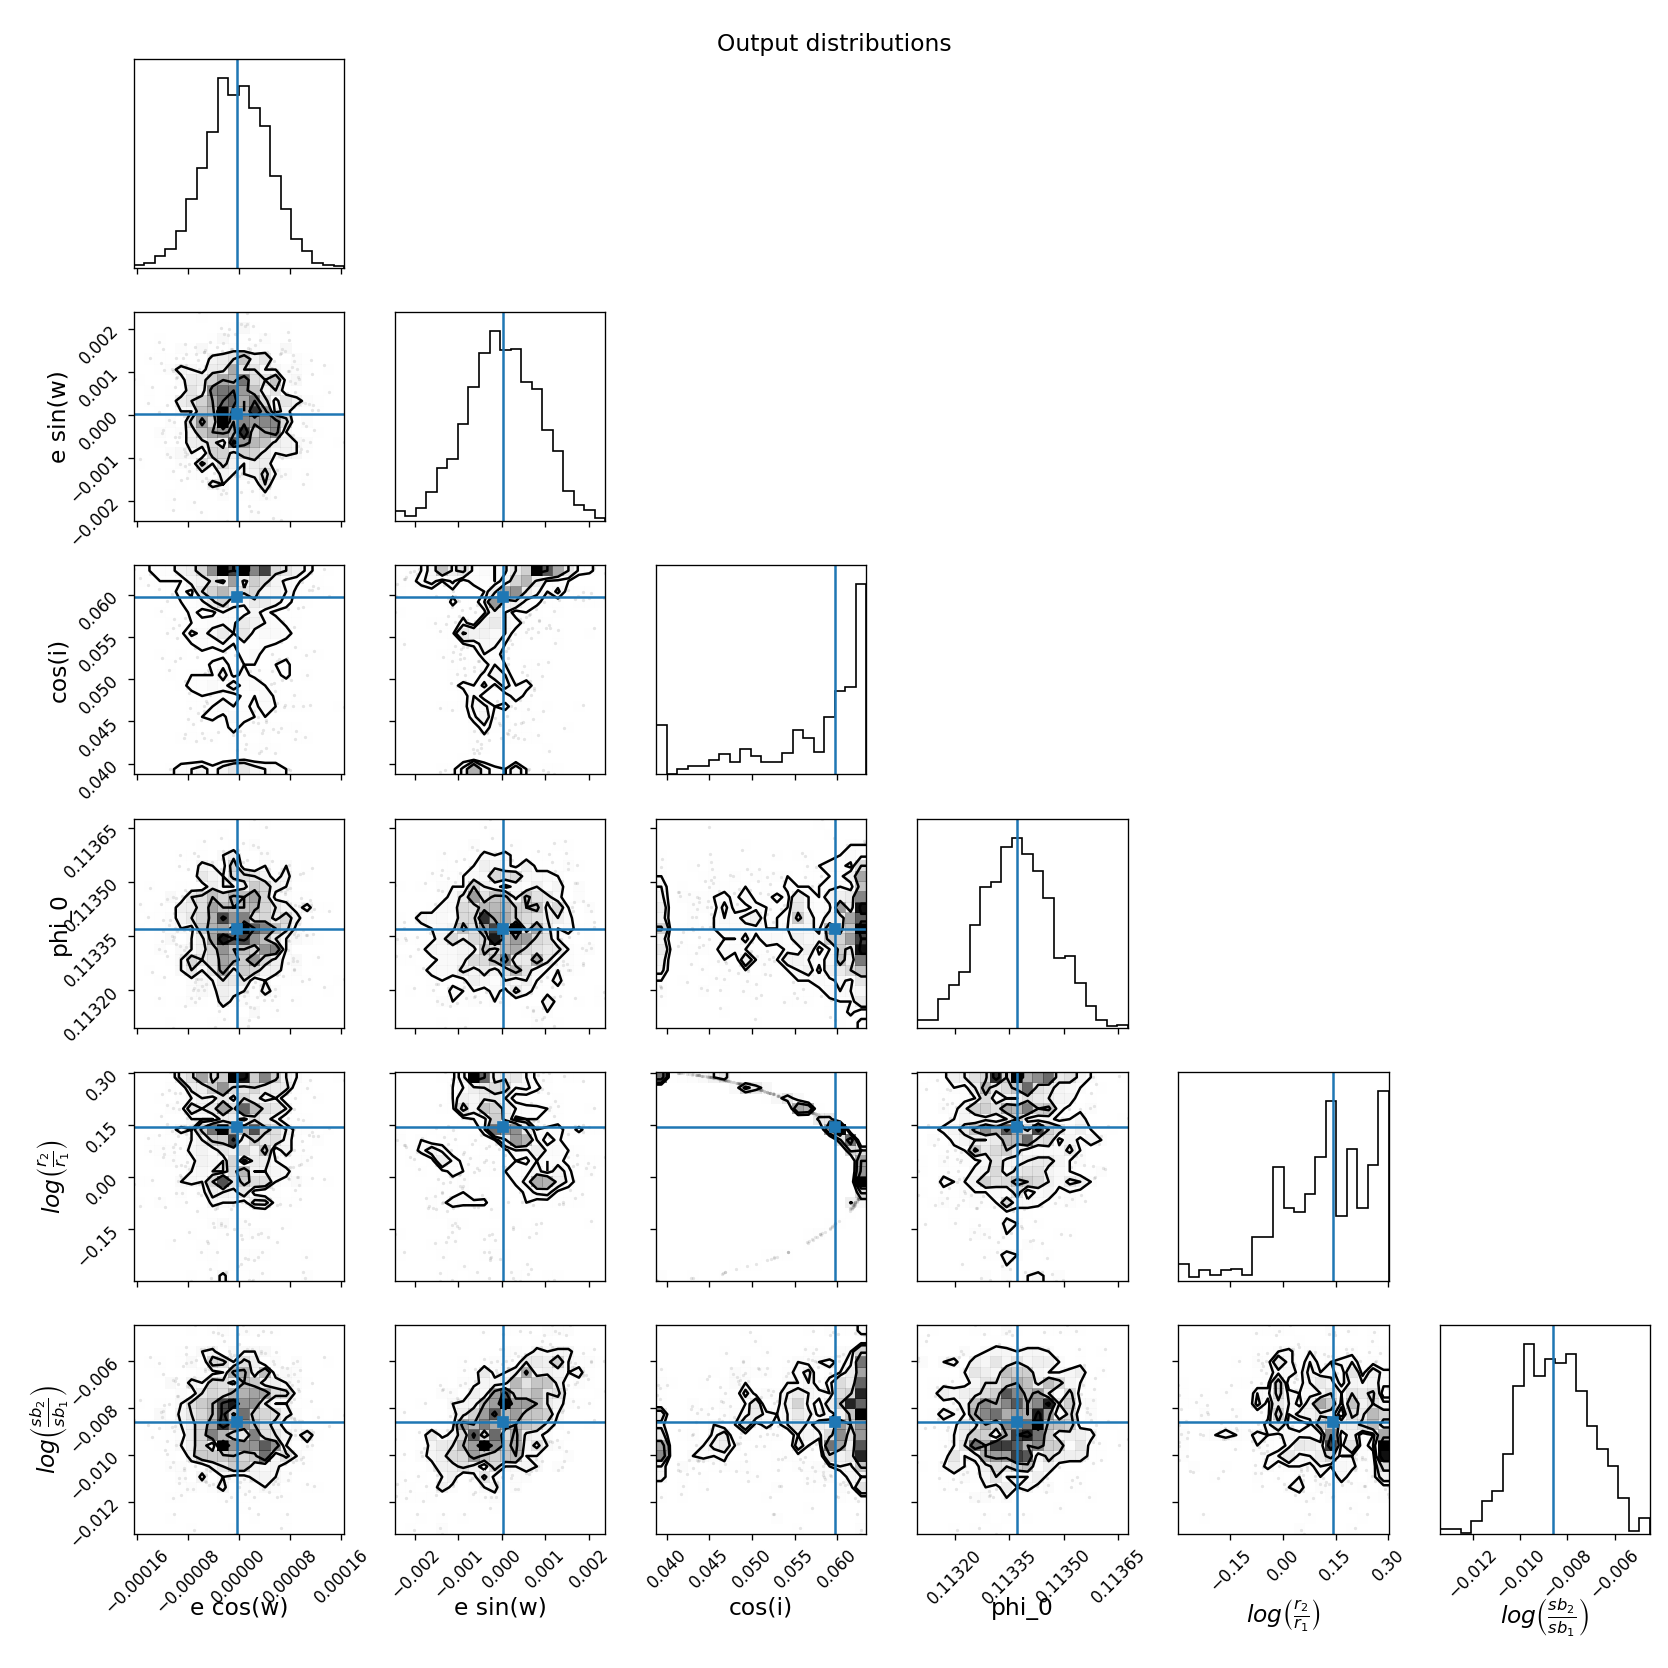 Output distributions
e sin(w)
0.002
0.001
0.000
−0.001
−0.002
cos(i)
0.060
0.055
0.050
0.045
0.040
phi_0
0.11365
0.11350
0.11335
0.11320
log(r2/r1)
0.30
0.15
0.00
−0.15
log(sb2/sb1)
−0.006
−0.008
−0.010
−0.012
−0.00016 −0.00008 0.00000 0.00008 0.00016
−0.002 −0.001 0.000 0.001 0.002
0.040 0.045 0.050 0.055 0.060
0.11320 0.11335 0.11350 0.11365
−0.15 0.00 0.15 0.30
−0.012 −0.010 −0.008 −0.006
e cos(w) e sin(w) cos(i) phi_0 log(r2/r1) log(sb2/sb1)